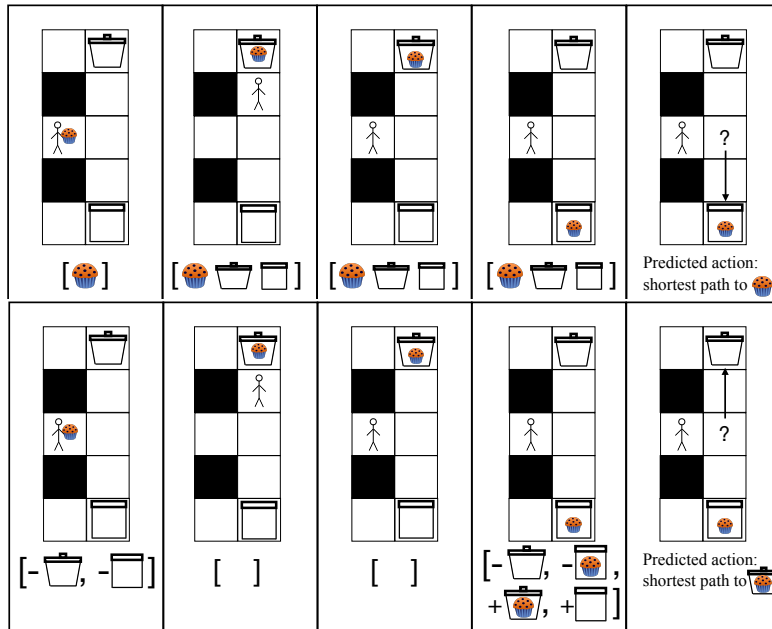 [ ]
[ ]
[ ]
[ ]
?
Predicted action:
shortest path to
[- , - ]
[ ]
[ ]
[- , - ,
+ , + ]
?
Predicted action:
shortest path to